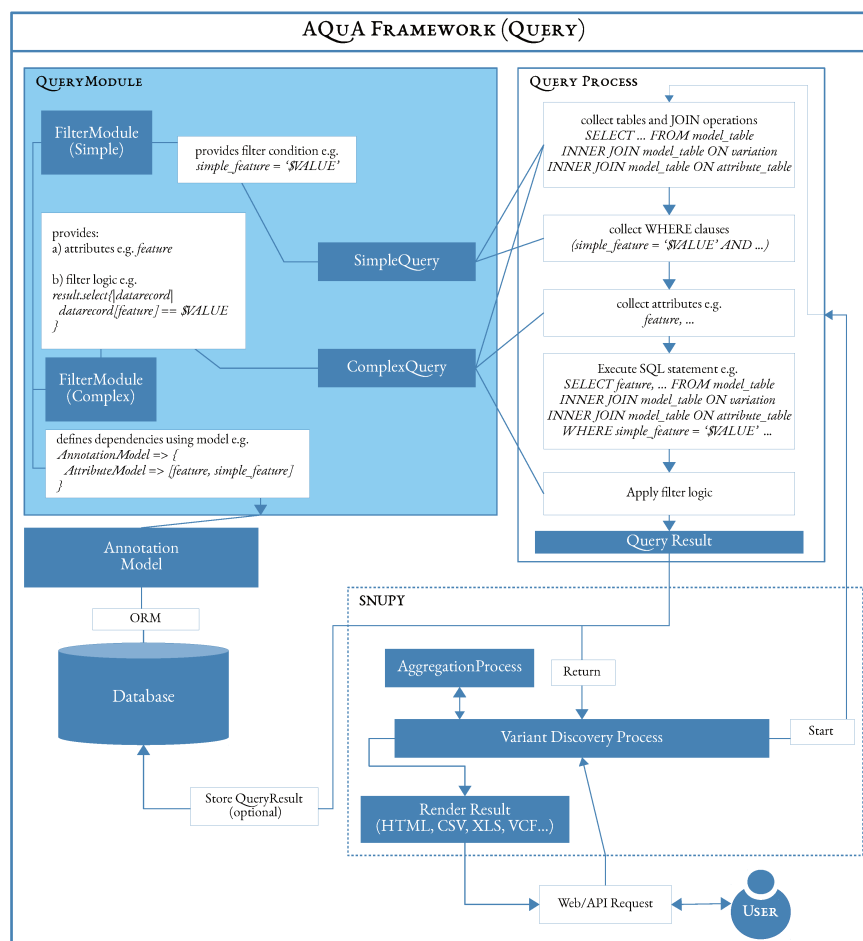 AQUA FRAMEWORK (QUERY)
QUERYMODULE
FilterModule
(Simple)
provides filter condition e.g.
simple_feature = ‘$VALUE’
provides:
a) attributes e.g. feature
b) filter logic e.g.
result.select{|datarecord|
datarecord[feature] == $VALUE
}
SimpleQuery
ComplexQuery
FilterModule
(Complex)
defines dependencies using model e.g.
AnnotationModel => {
AttributeModel => [feature, simple_feature]
}
QUERY PROCESS
collect tables and JOIN operations
SELECT ... FROM model_table
INNER JOIN model_table ON variation
INNER JOIN model_table ON attribute_table
collect WHERE clauses
(simple_feature = ‘$VALUE’ AND ...)
collect attributes e.g.
feature, ...
Execute SQL statement e.g.
SELECT feature, ... FROM model_table
INNER JOIN model_table ON variation
INNER JOIN model_table ON attribute_table
WHERE simple_feature = ‘$VALUE’ ...
Apply filter logic
Query Result
Annotation
Model
ORM
Database
Store QueryResult
(optional)
SNUPY
AggregationProcess
Return
Variant Discovery Process
Start
Render Result
(HTML, CSV, XLS, VCF...)
Web/API Request
USER